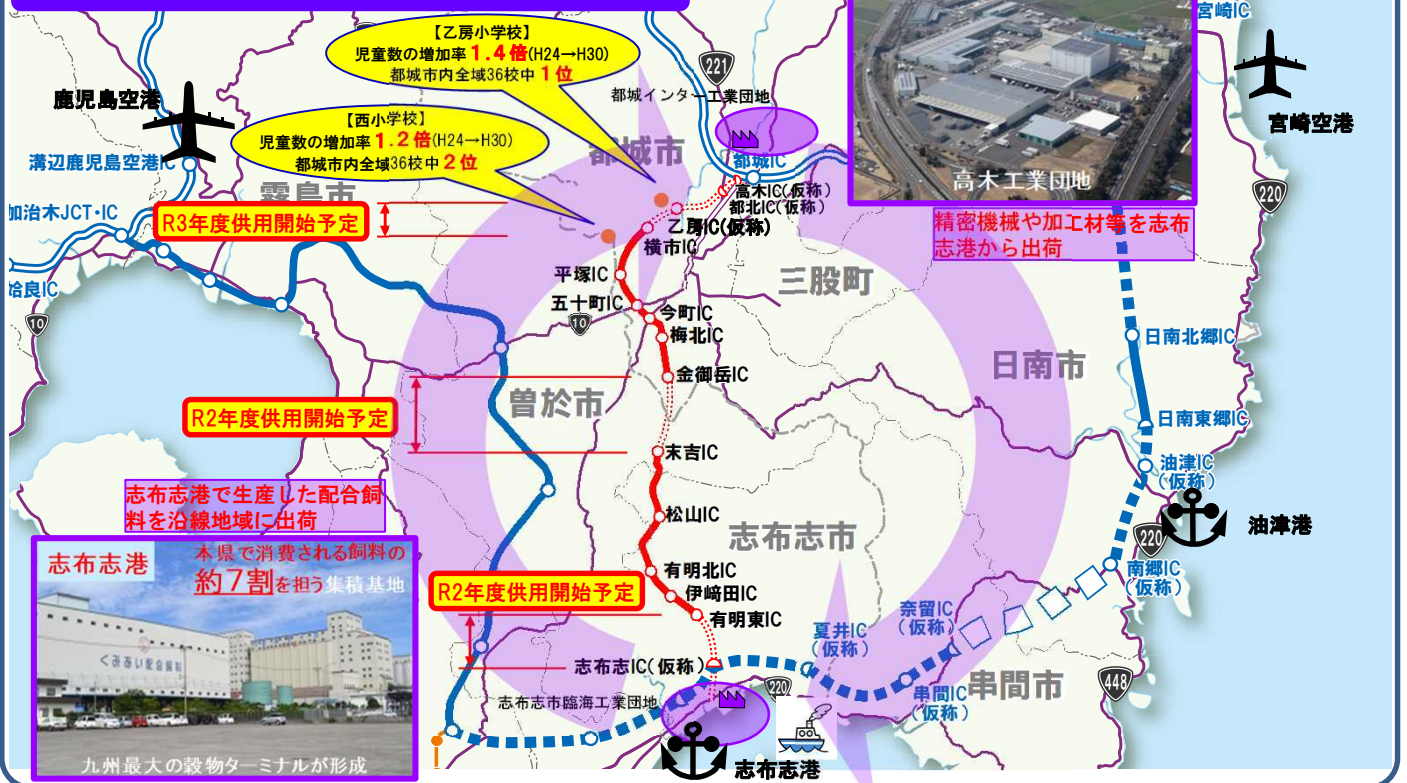 【乙房小学校】
児童数の増加率1.4倍(H24→H30)
都城市内全域36校中1位
【西小学校】
児童数の増加率1.2倍(H24→H30)
都城市内全域36校中2位
鹿児島空港
溝辺鹿児島空港IC
霧島市
加治木JCT・IC
姶良IC
10
R3年度供用開始予定
221
都城インター工業団地
都城市
都城IC
高木IC(仮称)
都北IC(仮称)
乙房IC(仮称)
横市IC
平塚IC
五十町IC
10
今町IC
梅北IC
金御岳IC
三股町
高木工業団地
精密機械や加工材等を志布
志港から出荷
宮崎IC
宮崎空港
220
日南北郷IC
日南市
日南東郷IC
油津IC
(仮称)
油津港
220
南郷IC
(仮称)
曽於市
R2年度供用開始予定
末吉IC
松山IC
志布志市
有明北IC
伊﨑田IC
有明東IC
R2年度供用開始予定
志布志IC(仮称)
夏井IC
(仮称)
奈留IC
(仮称)
串間IC
(仮称)
串間市
448
220
志布志市臨海工業団地
志布志港
志布志港で生産した配合飼
料を沿線地域に出荷
志布志港
本県で消費される飼料の
約7割を担う集積基地
くみあい配合飼料
九州最大の穀物ターミナルが形成